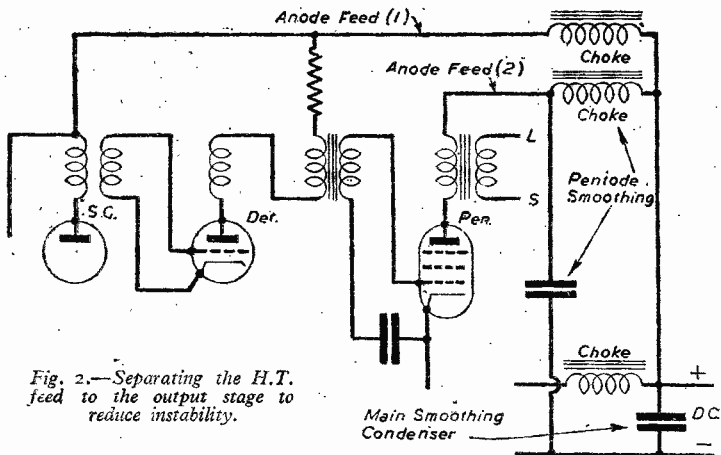 Anode Feed (1)
Choke
Anode Feed (2)
Choke
L
S
S.G.
Det.
Pen.
Pentode
Smoothing
Choke
+
D.C.
–
Main Smoothing
Condenser
Fig. 2.—Separating the H.T.
feed to the output stage to
reduce instability.